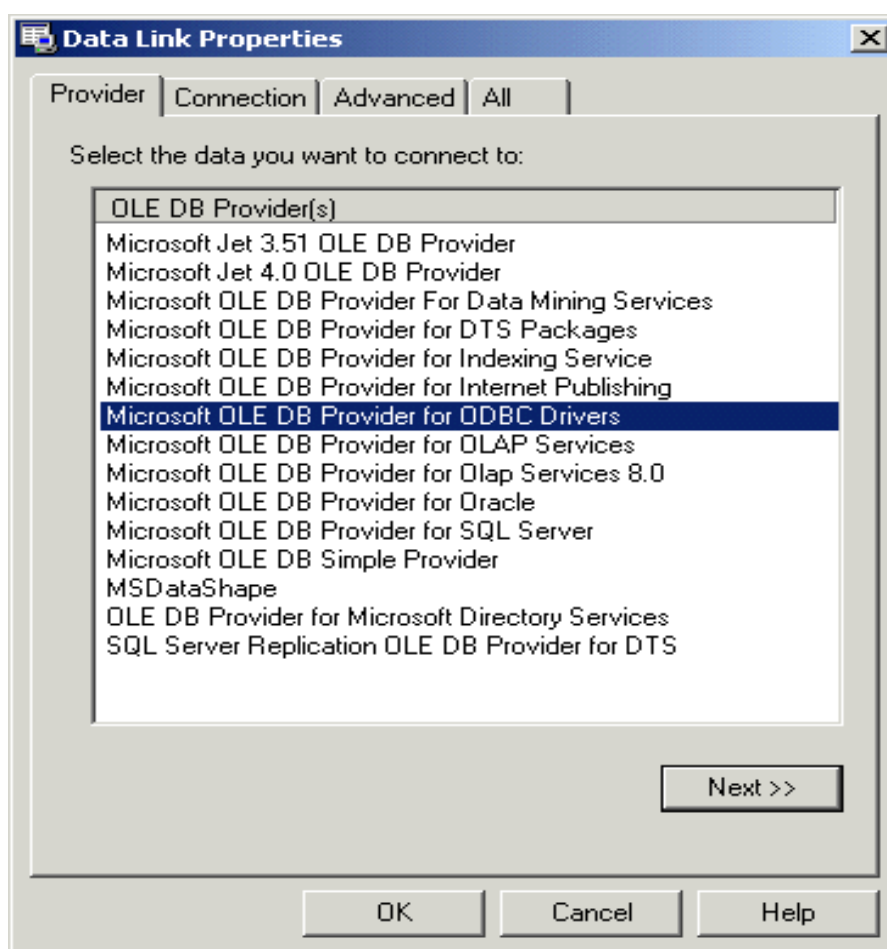 Data Link Properties
Provider Connection Advanced All
Select the data you want to connect to:
OLE DB Provider(s)
Microsoft Jet 3.51 OLE DB Provider
Microsoft Jet 4.0 OLE DB Provider
Microsoft OLE DB Provider For Data Mining Services
Microsoft OLE DB Provider for DTS Packages
Microsoft OLE DB Provider for Indexing Service
Microsoft OLE DB Provider for Internet Publishing
Microsoft OLE DB Provider for ODBC Drivers
Microsoft OLE DB Provider for OLAP Services
Microsoft OLE DB Provider for Olap Services 8.0
Microsoft OLE DB Provider for Oracle
Microsoft OLE DB Provider for SQL Server
Microsoft OLE DB Simple Provider
MSDataShape
OLE DB Provider for Microsoft Directory Services
SQL Server Replication OLE DB Provider for DTS
Next >>
OK Cancel Help